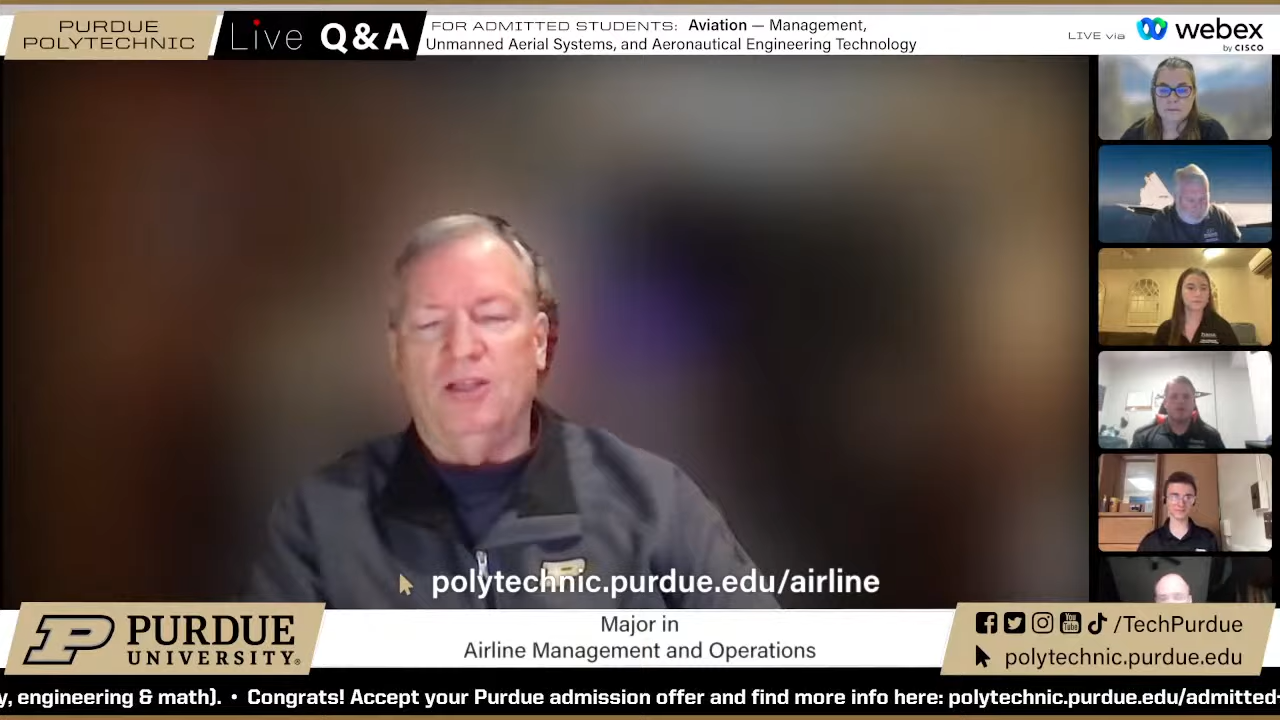 PURDUE
POLYTECHNIC
Live Q&A
FOR ADMITTED STUDENTS: Aviation — Management,
Unmanned Aerial Systems, and Aeronautical Engineering Technology
LIVE via webex
by CISCO
polytechnic.purdue.edu/airline
P PURDUE
UNIVERSITY®
Major in
Airline Management and Operations
You
Tube
/TechPurdue
polytechnic.purdue.edu
y, engineering & math). • Congrats! Accept your Purdue admission offer and find more info here: polytechnic.purdue.edu/admitted-